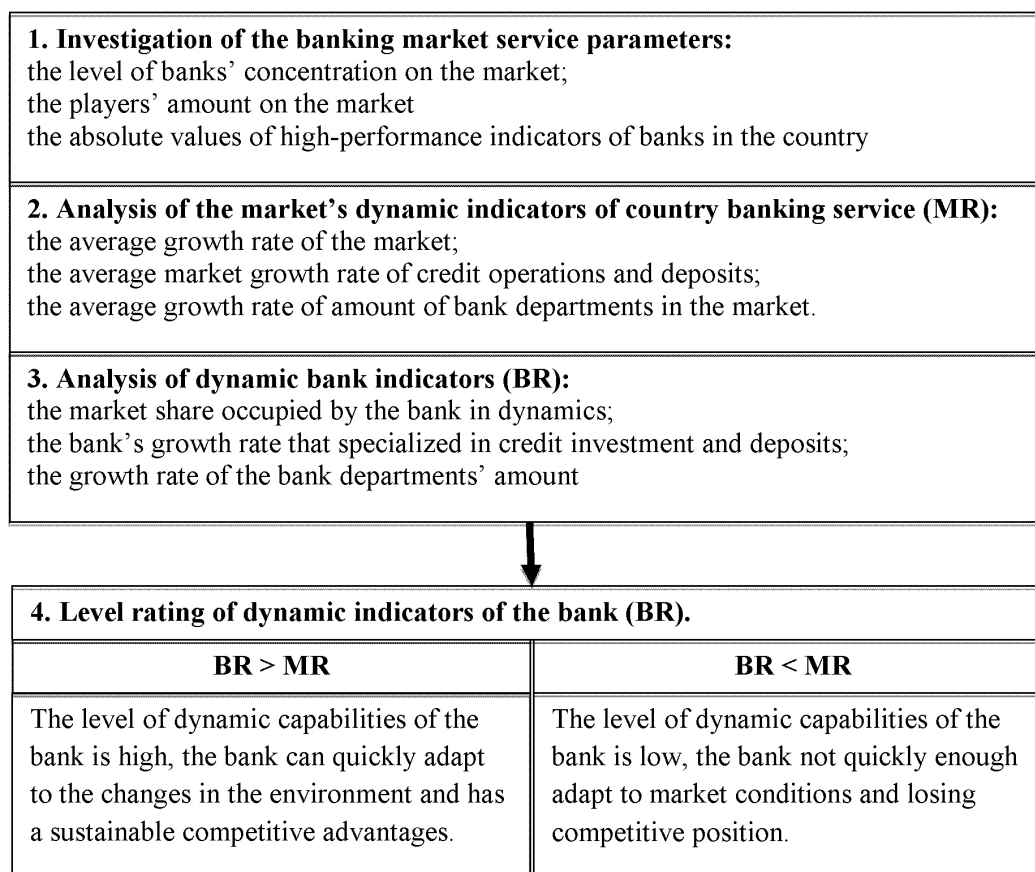 1. Investigation of the banking market service parameters:
the level of banks’ concentration on the market;
the players’ amount on the market
the absolute values of high-performance indicators of banks in the country
2. Analysis of the market’s dynamic indicators of country banking service (MR):
the average growth rate of the market;
the average market growth rate of credit operations and deposits;
the average growth rate of amount of bank departments in the market.
3. Analysis of dynamic bank indicators (BR):
the market share occupied by the bank in dynamics;
the bank’s growth rate that specialized in credit investment and deposits;
the growth rate of the bank departments’ amount
4. Level rating of dynamic indicators of the bank (BR).
BR > MR
BR < MR
The level of dynamic capabilities of the
bank is high, the bank can quickly adapt
to the changes in the environment and has
a sustainable competitive advantages.
The level of dynamic capabilities of the
bank is low, the bank not quickly enough
adapt to market conditions and losing
competitive position.